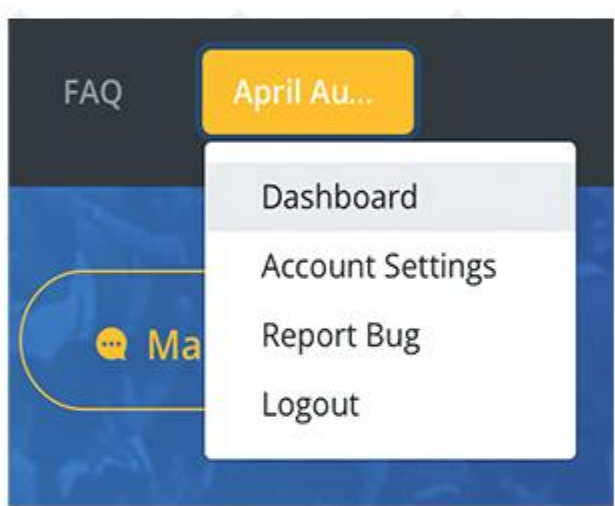 FAQ
April Au...
Dashboard
Account Settings
Report Bug
Logout
Ma